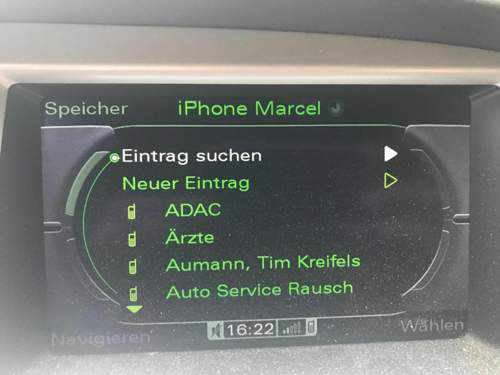 Speicher
iPhone Marcel
Eintrag suchen
Neuer Eintrag
ADAC
Ärzte
Aumann, Tim Kreifels
Auto Service Rausch
Navigieren
16:22
Wählen